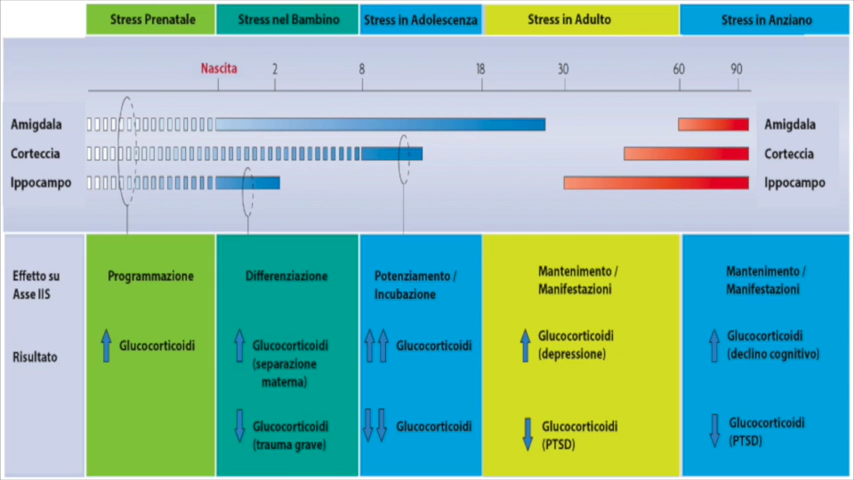 Stress Prenatale
Stress nel Bambino
Stress in Adolescenza
Stress in Adulto
Stress in Anziano
Nascita
2
8
18
30
60
90
Amigdala
Amigdala
Corteccia
Corteccia
Ippocampo
Ippocampo
Effetto su
Asse IIS
Programmazione
Differenziazione
Potenziamento /
Incubazione
Mantenimento /
Manifestazioni
Mantenimento /
Manifestazioni
Risultato
Glucocorticoidi
Glucocorticoidi
(separazione
materna)
Glucocorticoidi
Glucocorticoidi
(depressione)
Glucocorticoidi
(declino cognitivo)
Glucocorticoidi
(trauma grave)
Glucocorticoidi
Glucocorticoidi
(PTSD)
Glucocorticoidi
(PTSD)